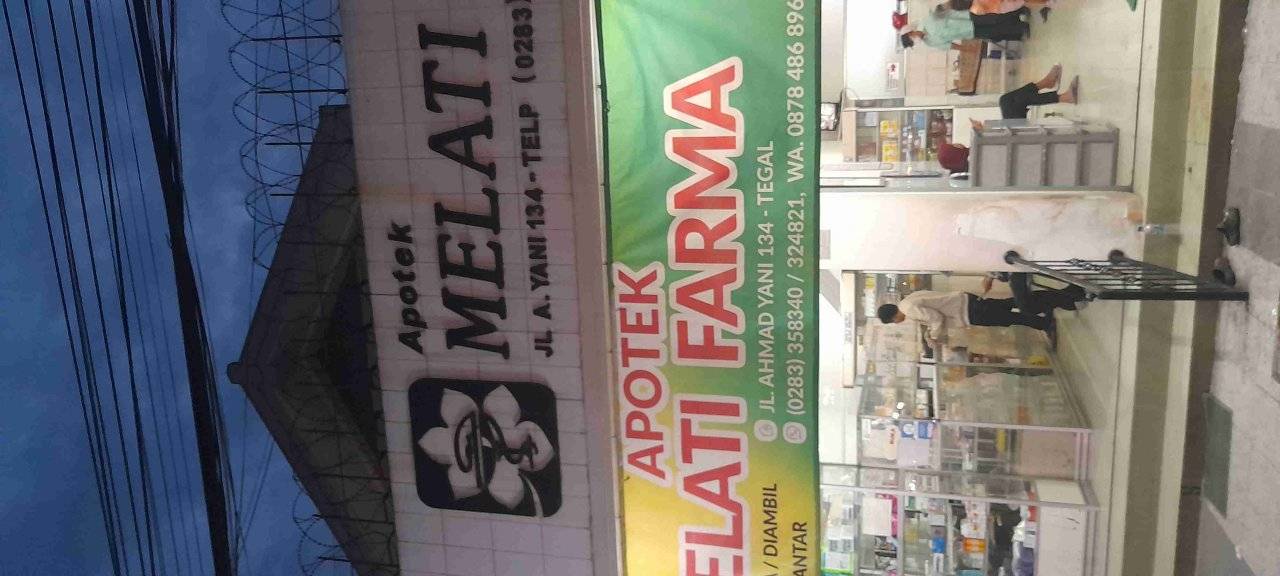 Apotek
MELATI
JL A. YANI 134 - TELP (0283)
APOTEK
ELATI FARMA
JL. AHMAD YANI 134 - TEGAL
(0283) 358340 / 324821, WA. 0878 486 896
/ DIAMBIL
ANTAR